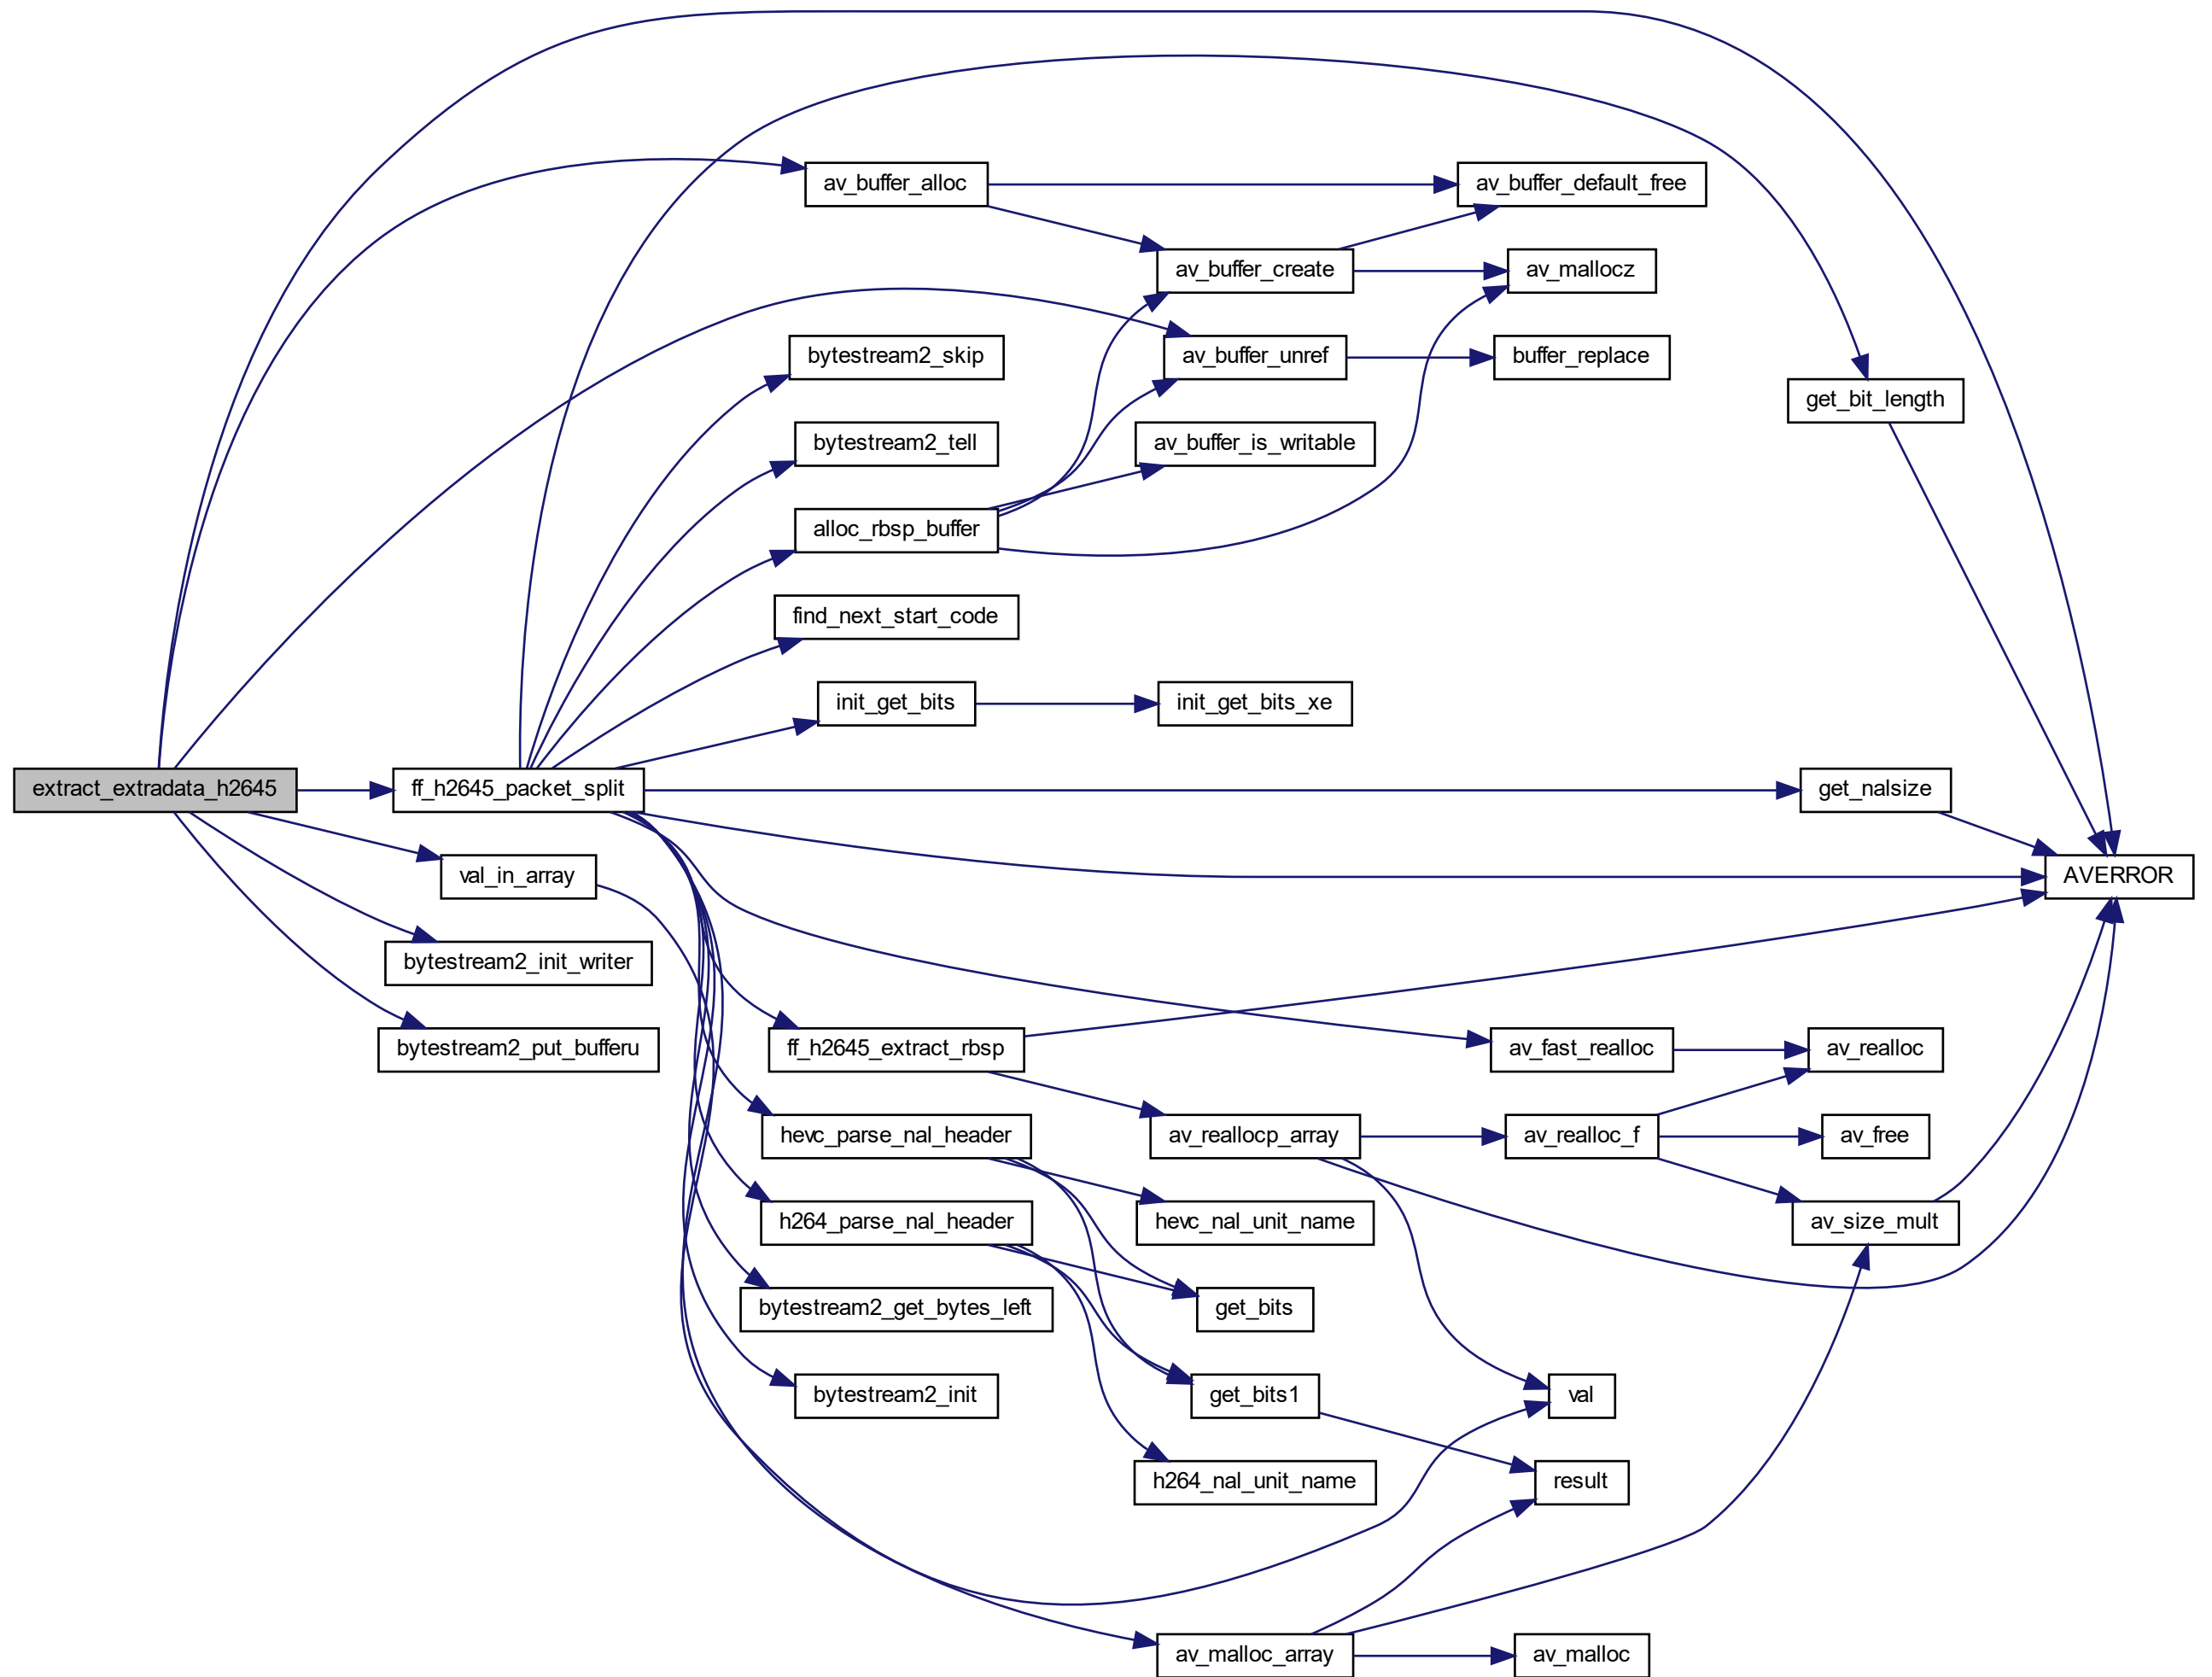 av_buffer_alloc
av_buffer_default_free
av_buffer_create
av_mallocz
bytestream2_skip
av_buffer_unref
buffer_replace
get_bit_length
bytestream2_tell
av_buffer_is_writable
alloc_rbsp_buffer
find_next_start_code
init_get_bits
init_get_bits_xe
extract_extradata_h2645
ff_h2645_packet_split
get_nalsize
val_in_array
AVERROR
bytestream2_init_writer
bytestream2_put_bufferu
ff_h2645_extract_rbsp
av_fast_realloc
av_realloc
hevc_parse_nal_header
av_reallocp_array
av_realloc_f
av_free
h264_parse_nal_header
hevc_nal_unit_name
av_size_mult
bytestream2_get_bytes_left
get_bits
bytestream2_init
get_bits1
val
h264_nal_unit_name
result
av_malloc_array
av_malloc